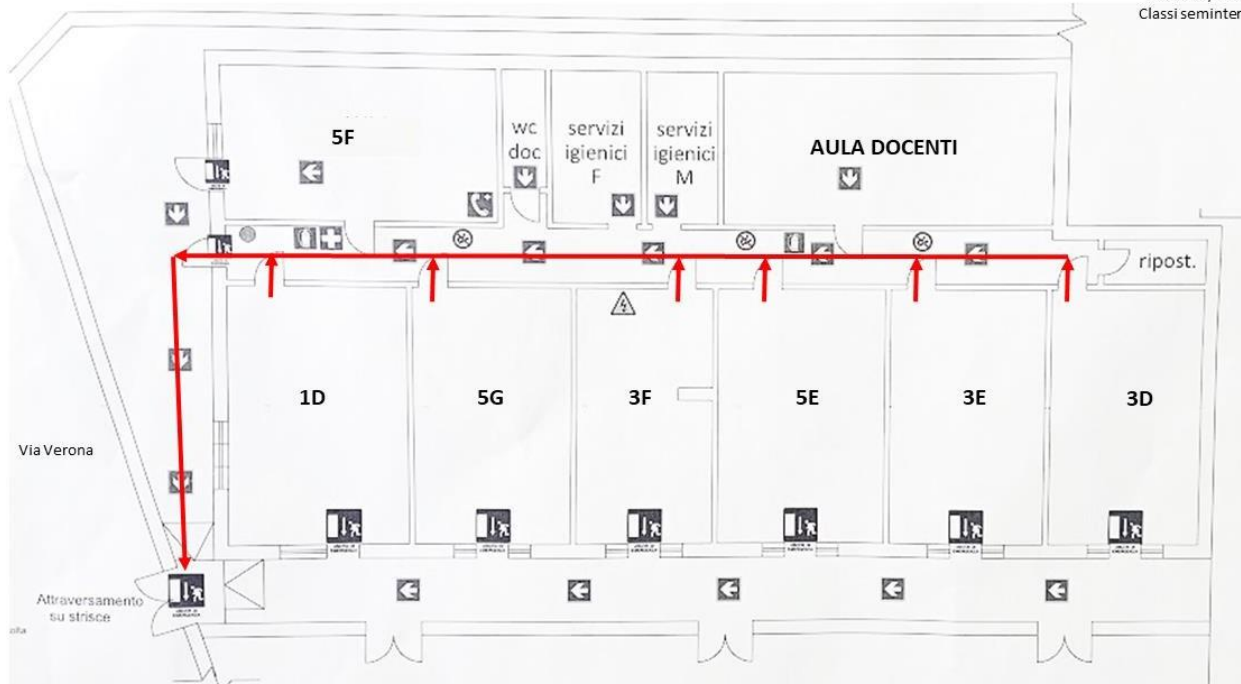 Classi seminter
5F
wc
doc
servizi
igienici
F
servizi
igienici
M
AULA DOCENTI
ripost.
1D
5G
3F
5E
3E
3D
Via Verona
Attraversamento
su strisce